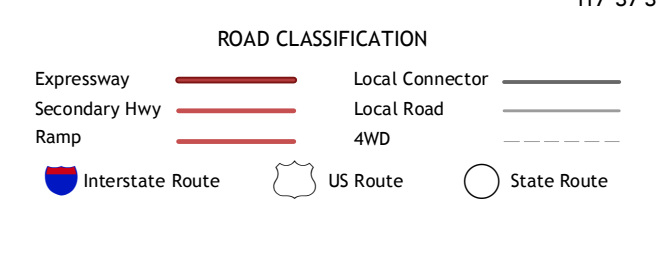 ROAD CLASSIFICATION
Expressway
Local Connector
Secondary Hwy
Local Road
Ramp
4WD
Interstate Route
US Route
State Route